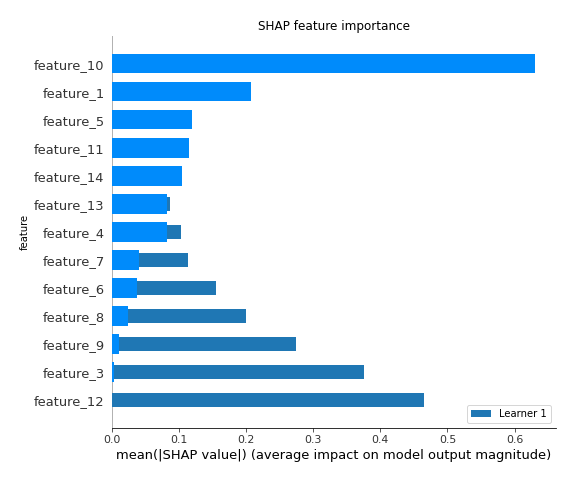 SHAP feature importance
feature_10
feature_1
feature_5
feature_11
feature_14
feature_13
feature_4
feature_7
feature_6
feature_8
feature_9
feature_3
feature_12
feature
Learner 1
0.0 0.1 0.2 0.3 0.4 0.5 0.6
mean(|SHAP value|) (average impact on model output magnitude)